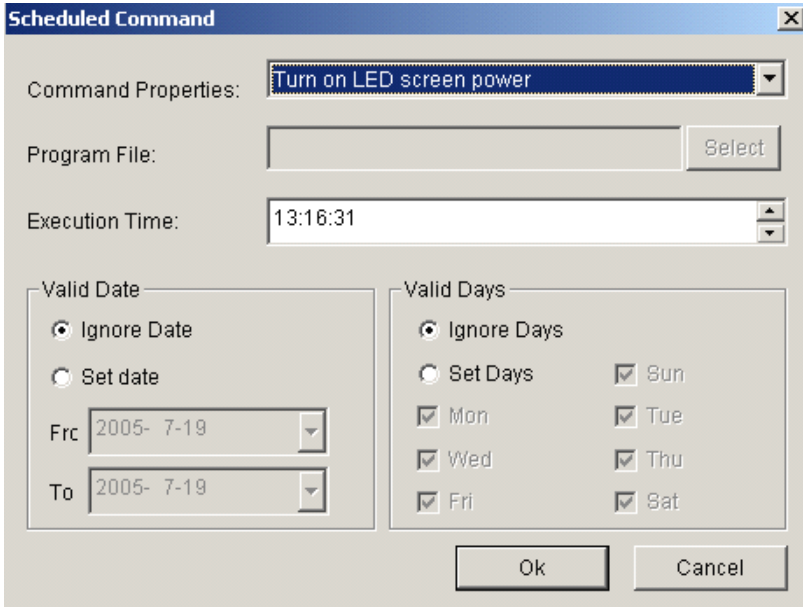 Scheduled Command
Command Properties: Turn on LED screen power
Program File: Select
Execution Time: 13:16:31
Valid Date
Ignore Date
Set date
Frc 2005- 7-19
To 2005- 7-19
Valid Days
Ignore Days
Set Days Sun
Mon Tue
Wed Thu
Fri Sat
Ok Cancel